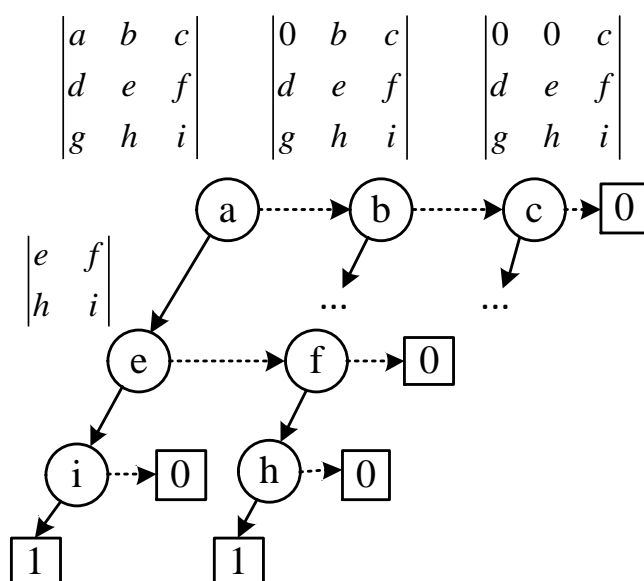 a b c
d e f
g h i
0 b c
d e f
g h i
0 0 c
d e f
g h i
a b c 0
e f
h i
... ...
e f 0
i 0 h 0
1 1